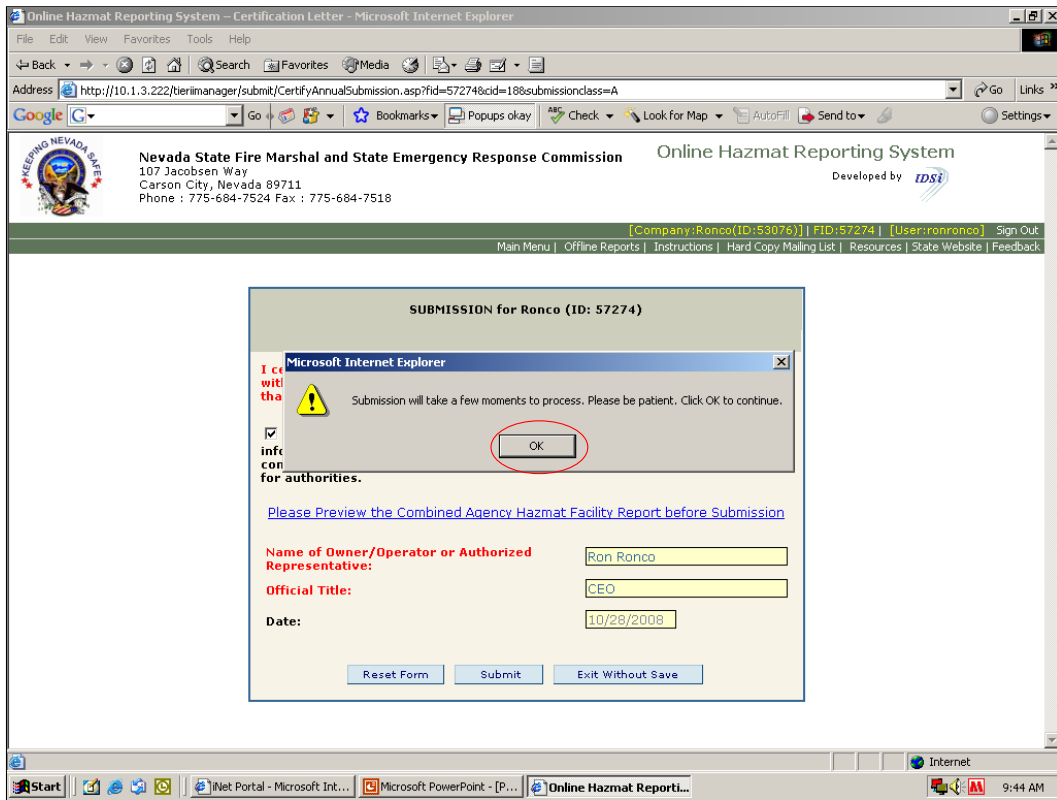 Online Hazmat Reporting System – Certification Letter - Microsoft Internet Explorer
File Edit View Favorites Tools Help
Back Search Favorites Media
Address http://10.1.3.222/tieriimanager/submit/CertifyAnnualSubmission.asp?fid=57274&cid=18&submissionclass=A Go Links »
Google G Go Bookmarks Popups okay ABC Check Look for Map AutoFill Send to Settings
KEEPING NEVADA SAFE
Nevada State Fire Marshal and State Emergency Response Commission
107 Jacobsen Way
Carson City, Nevada 89711
Phone : 775-684-7524 Fax : 775-684-7518
Online Hazmat Reporting System
Developed by IDSi
[Company:Ronco(ID:53076)] | FID:57274 | [User:ronronco] Sign Out
Main Menu | Offline Reports | Instructions | Hard Copy Mailing List | Resources | State Website | Feedback
SUBMISSION for Ronco (ID: 57274)
Microsoft Internet Explorer
Submission will take a few moments to process. Please be patient. Click OK to continue.
OK
I ce
with
tha
info
con
for authorities.
Please Preview the Combined Agency Hazmat Facility Report before Submission
Name of Owner/Operator or Authorized
Representative:
Ron Ronco
Official Title:
CEO
Date:
10/28/2008
Reset Form Submit Exit Without Save
Internet
Start iNet Portal - Microsoft Int... Microsoft PowerPoint - [P... Online Hazmat Reporti... 9:44 AM